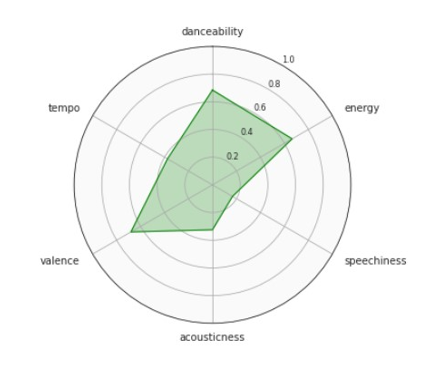 danceability
1.0
0.8
tempo
0.6
energy
0.4
0.2
valence
speechiness
acousticness